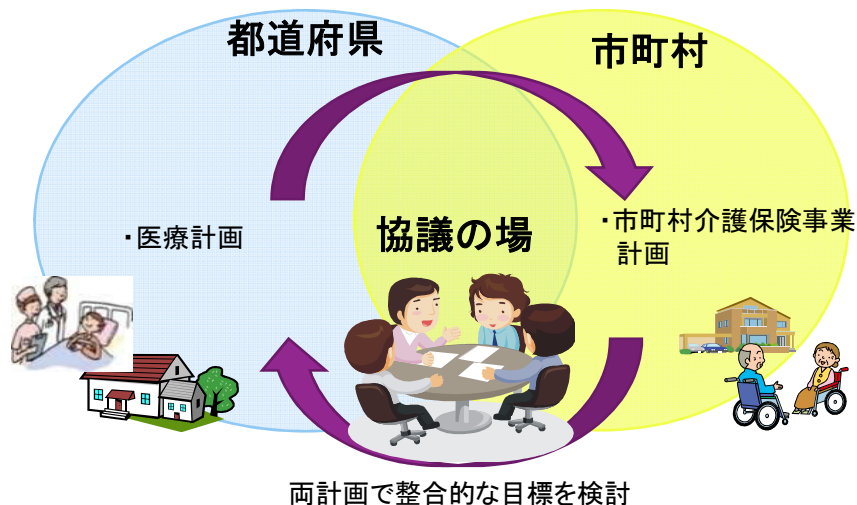 都道府県
市町村
・医療計画
協議の場
・市町村介護保険事業
計画
両計画で整合的な目標を検討